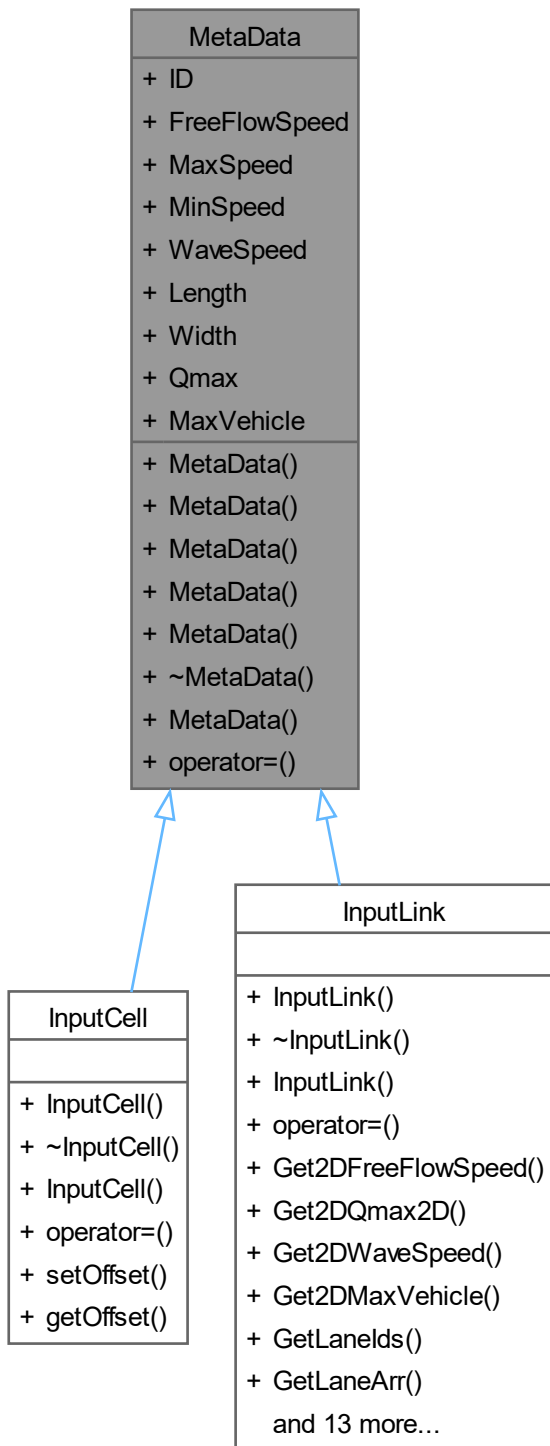 MetaData
+ ID
+ FreeFlowSpeed
+ MaxSpeed
+ MinSpeed
+ WaveSpeed
+ Length
+ Width
+ Qmax
+ MaxVehicle
+ MetaData()
+ MetaData()
+ MetaData()
+ MetaData()
+ MetaData()
+ ~MetaData()
+ MetaData()
+ operator=()
InputCell
+ InputCell()
+ ~InputCell()
+ InputCell()
+ operator=()
+ setOffset()
+ getOffset()
InputLink
+ InputLink()
+ ~InputLink()
+ InputLink()
+ operator=()
+ Get2DFreeFlowSpeed()
+ Get2DQmax2D()
+ Get2DWaveSpeed()
+ Get2DMaxVehicle()
+ GetLaneIds()
+ GetLaneArr()
and 13 more...